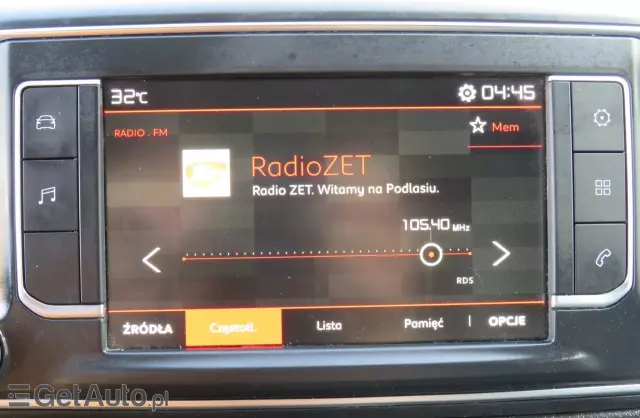 32°C 04:45
RADIO . FM
Mem
RadioZET
Radio ZET. Witamy na Podlasiu.
105.40 MHz
RDS
ŹRÓDŁA Częstotl. Lista Pamięć OPCJE
GetAuto.pl